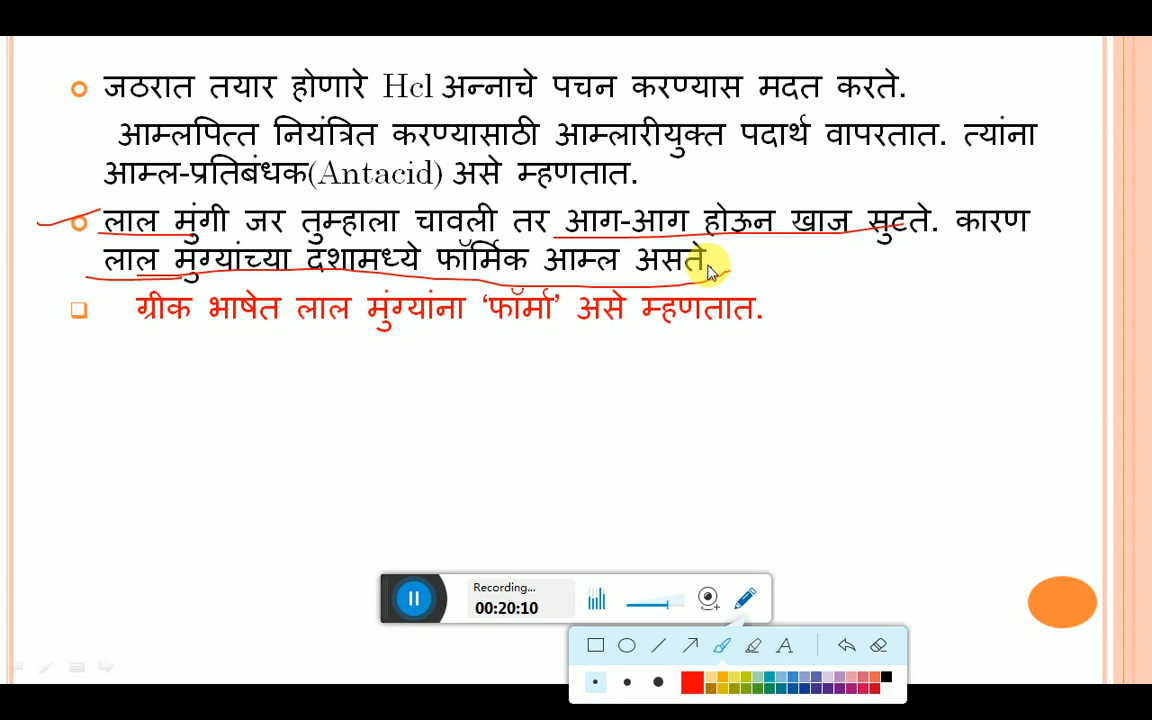 जठरात तयार होणारे Hcl अन्नाचे पचन करण्यास मदत करते.
आम्लपित्त नियंत्रित करण्यासाठी आम्लारीयुक्त पदार्थ वापरतात. त्यांना
आम्ल-प्रतिबंधक(Antacid) असे म्हणतात.
लाल मुंगी जर तुम्हाला चावली तर आग-आग होऊन खाज सुटते. कारण
लाल मुंग्यांच्या दशामध्ये फॉर्मिक आम्ल असते.
ग्रीक भाषेत लाल मुंग्यांना ‘फॉर्मा’ असे म्हणतात.
Recording...
00:20:10
A